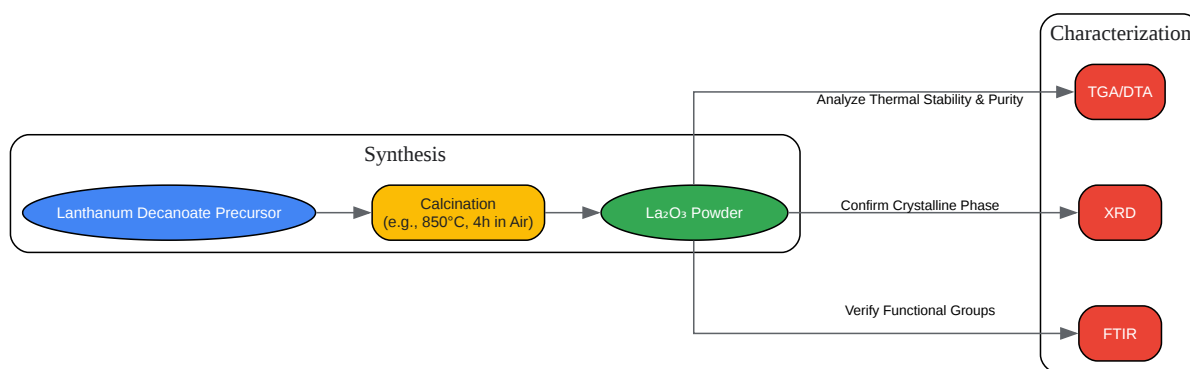 Characterization
TGA/DTA
Analyze Thermal Stability & Purity
Synthesis
Lanthanum Decanoate Precursor
Calcination
(e.g., 850°C, 4h in Air)
La₂O₃ Powder
Confirm Crystalline Phase
XRD
Verify Functional Groups
FTIR